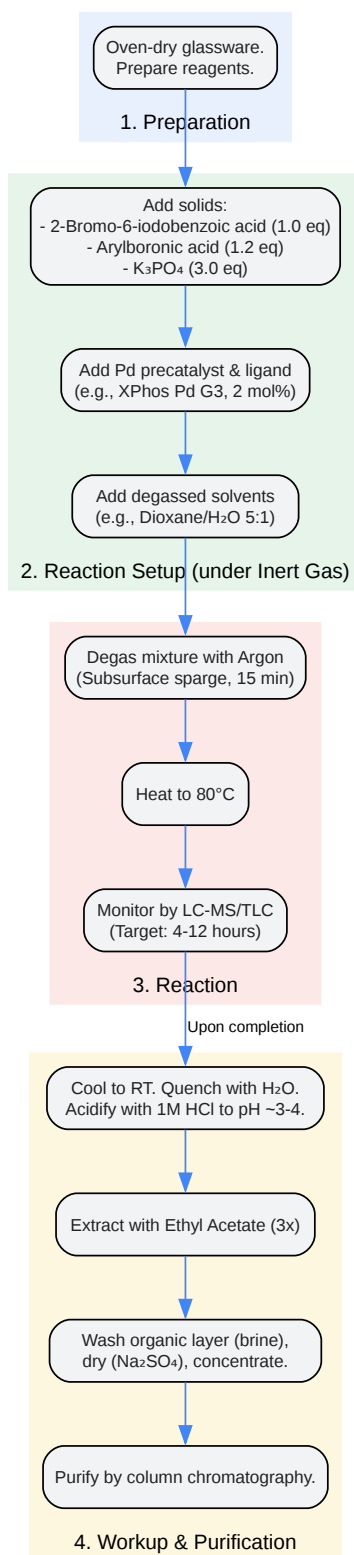 Oven-dry glassware.
Prepare reagents.
1. Preparation
Add solids:
- 2-Bromo-6-iodobenzoic acid (1.0 eq)
- Arylboronic acid (1.2 eq)
- K₃PO₄ (3.0 eq)
Add Pd precatalyst & ligand
(e.g., XPhos Pd G3, 2 mol%)
Add degassed solvents
(e.g., Dioxane/H₂O 5:1)
2. Reaction Setup (under Inert Gas)
Degas mixture with Argon
(Subsurface sparge, 15 min)
Heat to 80°C
Monitor by LC-MS/TLC
(Target: 4-12 hours)
3. Reaction
Upon completion
Cool to RT. Quench with H₂O.
Acidify with 1M HCl to pH ~3-4.
Extract with Ethyl Acetate (3x)
Wash organic layer (brine),
dry (Na₂SO₄), concentrate.
Purify by column chromatography.
4. Workup & Purification